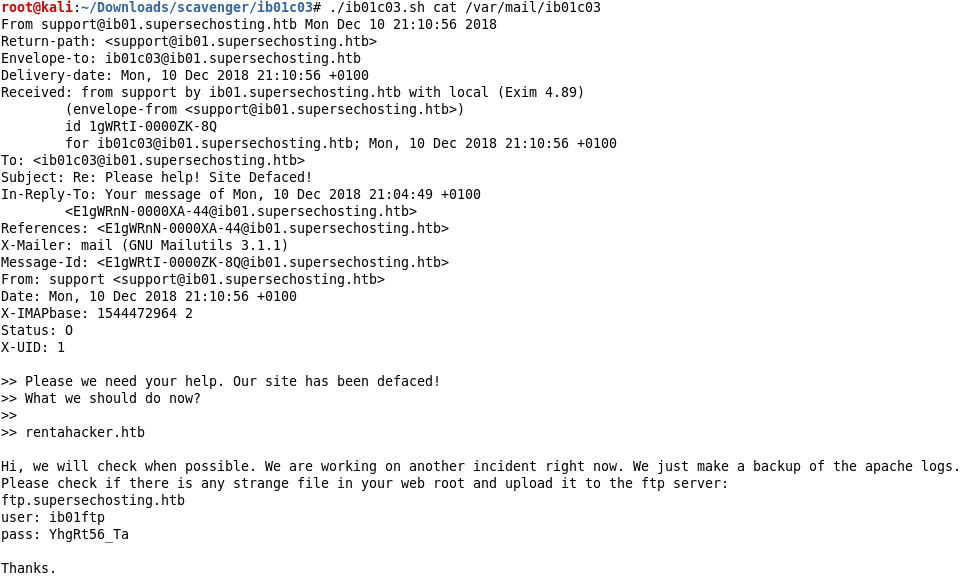 root@kali:~/Downloads/scavenger/ib01c03# ./ib01c03.sh cat /var/mail/ib01c03
From support@ib01.supersechosting.htb Mon Dec 10 21:10:56 2018
Return-path: <support@ib01.supersechosting.htb>
Envelope-to: ib01c03@ib01.supersechosting.htb
Delivery-date: Mon, 10 Dec 2018 21:10:56 +0100
Received: from support by ib01.supersechosting.htb with local (Exim 4.89)
        (envelope-from <support@ib01.supersechosting.htb>)
        id 1gWRtI-0000ZK-8Q
        for ib01c03@ib01.supersechosting.htb; Mon, 10 Dec 2018 21:10:56 +0100
To: <ib01c03@ib01.supersechosting.htb>
Subject: Re: Please help! Site Defaced!
In-Reply-To: Your message of Mon, 10 Dec 2018 21:04:49 +0100
        <E1gWRnN-0000XA-44@ib01.supersechosting.htb>
References: <E1gWRnN-0000XA-44@ib01.supersechosting.htb>
X-Mailer: mail (GNU Mailutils 3.1.1)
Message-Id: <E1gWRtI-0000ZK-8Q@ib01.supersechosting.htb>
From: support <support@ib01.supersechosting.htb>
Date: Mon, 10 Dec 2018 21:10:56 +0100
X-IMAPbase: 1544472964 2
Status: O
X-UID: 1

>> Please we need your help. Our site has been defaced!
>> What we should do now?
>>
>> rentahacker.htb

Hi, we will check when possible. We are working on another incident right now. We just make a backup of the apache logs.
Please check if there is any strange file in your web root and upload it to the ftp server:
ftp.supersechosting.htb
user: ib01ftp
pass: YhgRt56_Ta

Thanks.